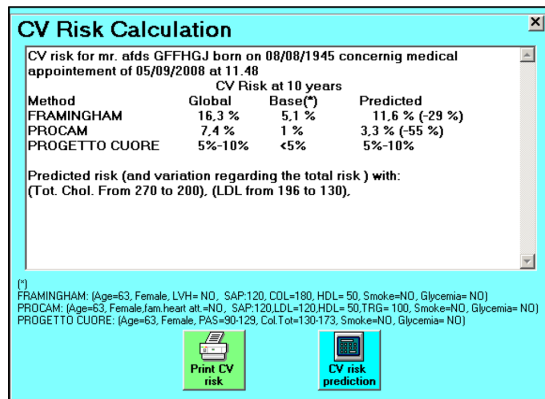 CV Risk Calculation
CV risk for mr. afds GFFHGJ born on 08/08/1945 concernig medical
appointement of 05/09/2008 at 11.48
CV Risk at 10 years
Method Global Base(*) Predicted
FRAMINGHAM 16,3 % 5,1 % 11,6 % (-29 %)
PROCAM 7,4 % 1 % 3,3 % (-55 %)
PROGETTO CUORE 5%-10% <5% 5%-10%
Predicted risk (and variation regarding the total risk ) with:
(Tot. Chol. From 270 to 200), (LDL from 196 to 130),
(*)
FRAMINGHAM: (Age=63, Female, LVH= NO, SAP:120, COL=180, HDL= 50, Smoke=NO, Glycemia= NO)
PROCAM: (Age=63, Female,fam.heart att.=NO, SAP:120,LDL=120,HDL= 50,TRG= 100, Smoke=NO, Glycemia= NO)
PROGETTO CUORE: (Age=63, Female, PAS=90-129, Col.Tot=130-173, Smoke=NO, Glycemia= NO)
Print CV
risk
CV risk
prediction